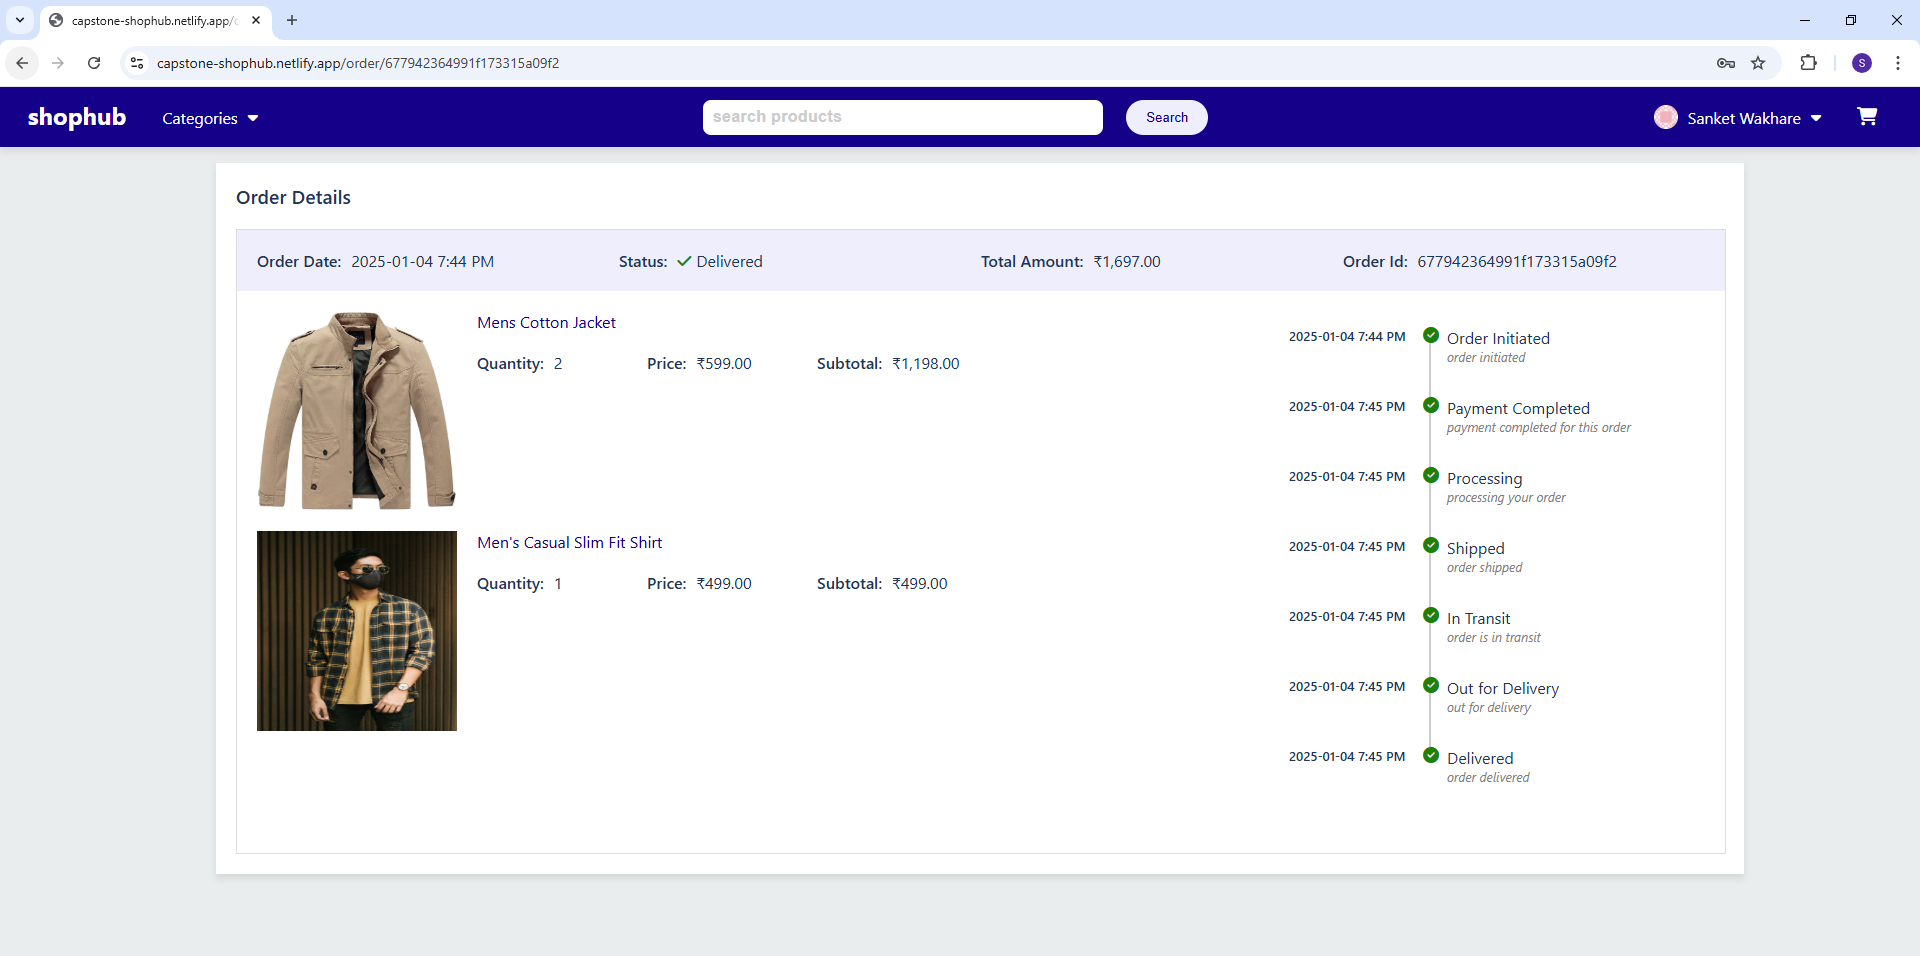 capstone-shophub.netlify.app/
capstone-shophub.netlify.app/order/677942364991f173315a09f2
S
shophub
Categories
search products
Search
Sanket Wakhare
Order Details
Order Date: 2025-01-04 7:44 PM Status: Delivered Total Amount: ₹1,697.00 Order Id: 677942364991f173315a09f2
Mens Cotton Jacket
Quantity: 2 Price: ₹599.00 Subtotal: ₹1,198.00
Men's Casual Slim Fit Shirt
Quantity: 1 Price: ₹499.00 Subtotal: ₹499.00
2025-01-04 7:44 PM Order Initiated
order initiated
2025-01-04 7:45 PM Payment Completed
payment completed for this order
2025-01-04 7:45 PM Processing
processing your order
2025-01-04 7:45 PM Shipped
order shipped
2025-01-04 7:45 PM In Transit
order is in transit
2025-01-04 7:45 PM Out for Delivery
out for delivery
2025-01-04 7:45 PM Delivered
order delivered